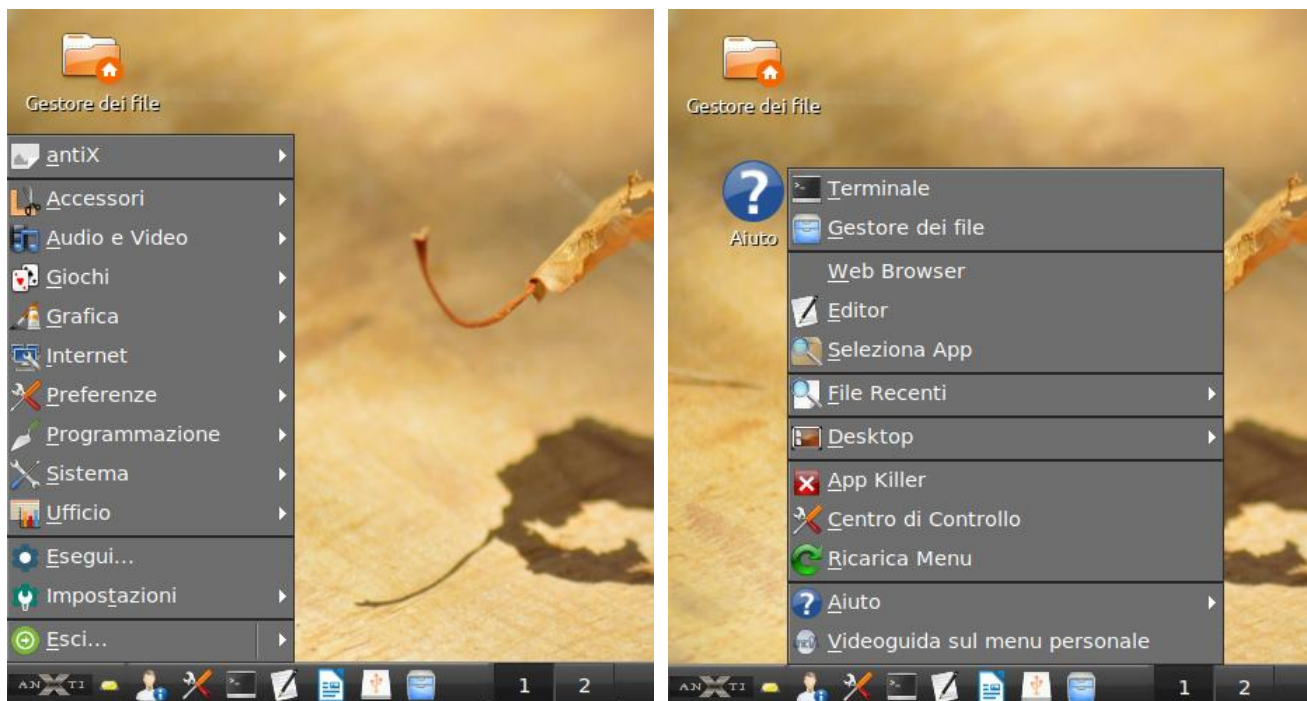 Gestore dei file
antiX
Accessori
Audio e Video
Giochi
Grafica
Internet
Preferenze
Programmazione
Sistema
Ufficio
Esegui...
Impostazioni
Esci...
ANXTI
1 2
Gestore dei file
Aiuto
Terminale
Gestore dei file
Web Browser
Editor
Seleziona App
File Recenti
Desktop
App Killer
Centro di Controllo
Ricarica Menu
Aiuto
Videoguida sul menu personale
ANXTI
1 2